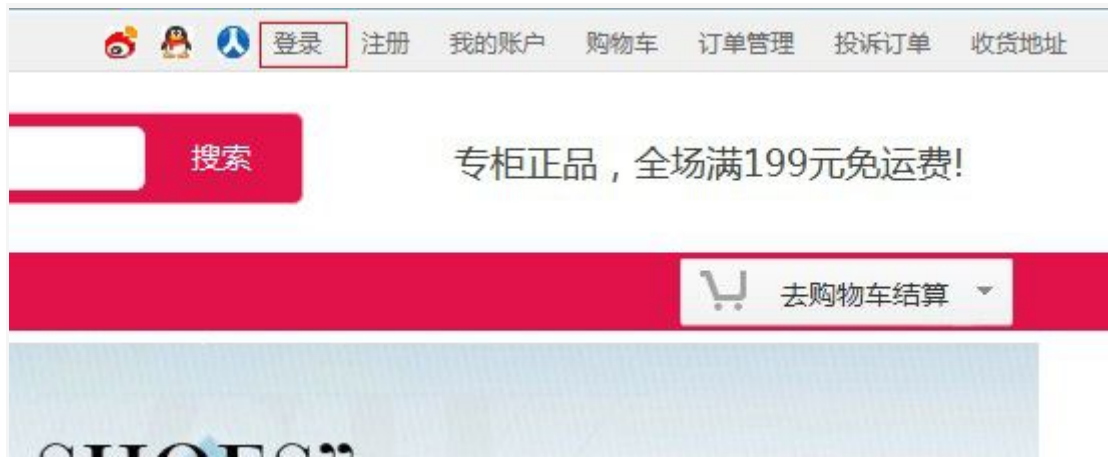 登录 注册 我的账户 购物车 订单管理 投诉订单 收货地址
搜索 专柜正品，全场满199元免运费!
去购物车结算
SHOES”